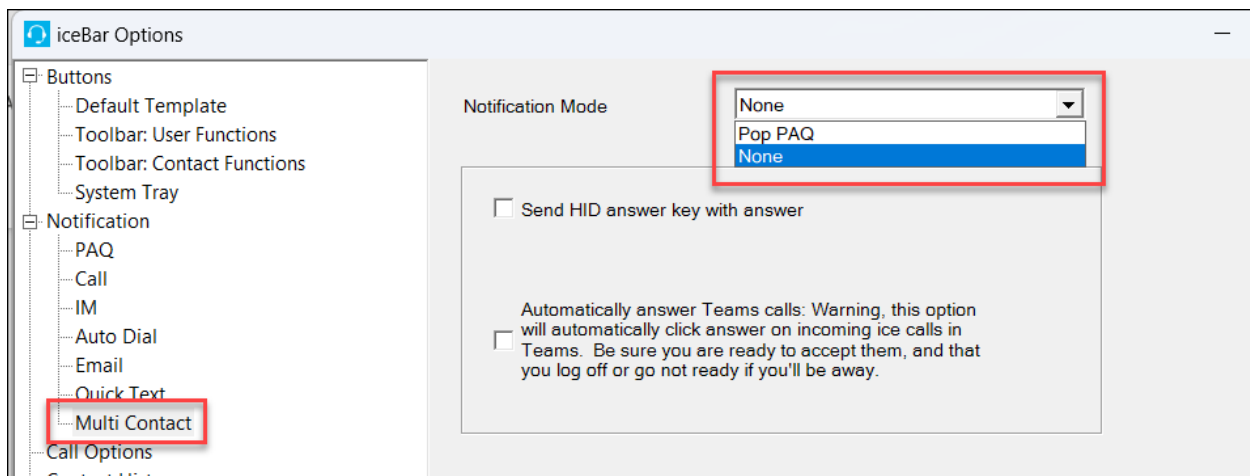 iceBar Options
Buttons
Default Template
Toolbar: User Functions
Toolbar: Contact Functions
System Tray
Notification
PAQ
Call
IM
Auto Dial
Email
Quick Text
Multi Contact
Call Options
Notification Mode
None
Pop PAQ
None
Send HID answer key with answer
Automatically answer Teams calls: Warning, this option
will automatically click answer on incoming ice calls in
Teams. Be sure you are ready to accept them, and that
you log off or go not ready if you'll be away.